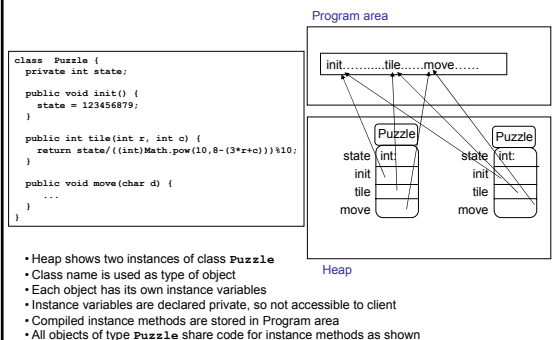 Program area
class Puzzle {
private int state;
public void init() {
state = 123456879;
}
public int tile(int r, int c) {
return state/((int)Math.pow(10,8-(3*r+c)))%10;
}
public void move(char d) {
...
}
}
init.…….....tile...…move……
Puzzle
state int:
init
tile
move
Puzzle
state int:
init
tile
move
Heap
• Heap shows two instances of class Puzzle
• Class name is used as type of object
• Each object has its own instance variables
• Instance variables are declared private, so not accessible to client
• Compiled instance methods are stored in Program area
• All objects of type Puzzle share code for instance methods as shown